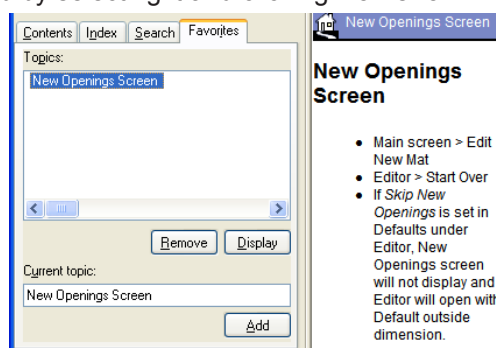 Contents Index Search Favorites
Topics:
New Openings Screen
Remove Display
Current topic:
New Openings Screen
Add
New Openings Screen
New Openings
Screen
• Main screen > Edit
New Mat
• Editor > Start Over
• If Skip New
Openings is set in
Defaults under
Editor, New
Openings screen
will not display and
Editor will open with
Default outside
dimension.